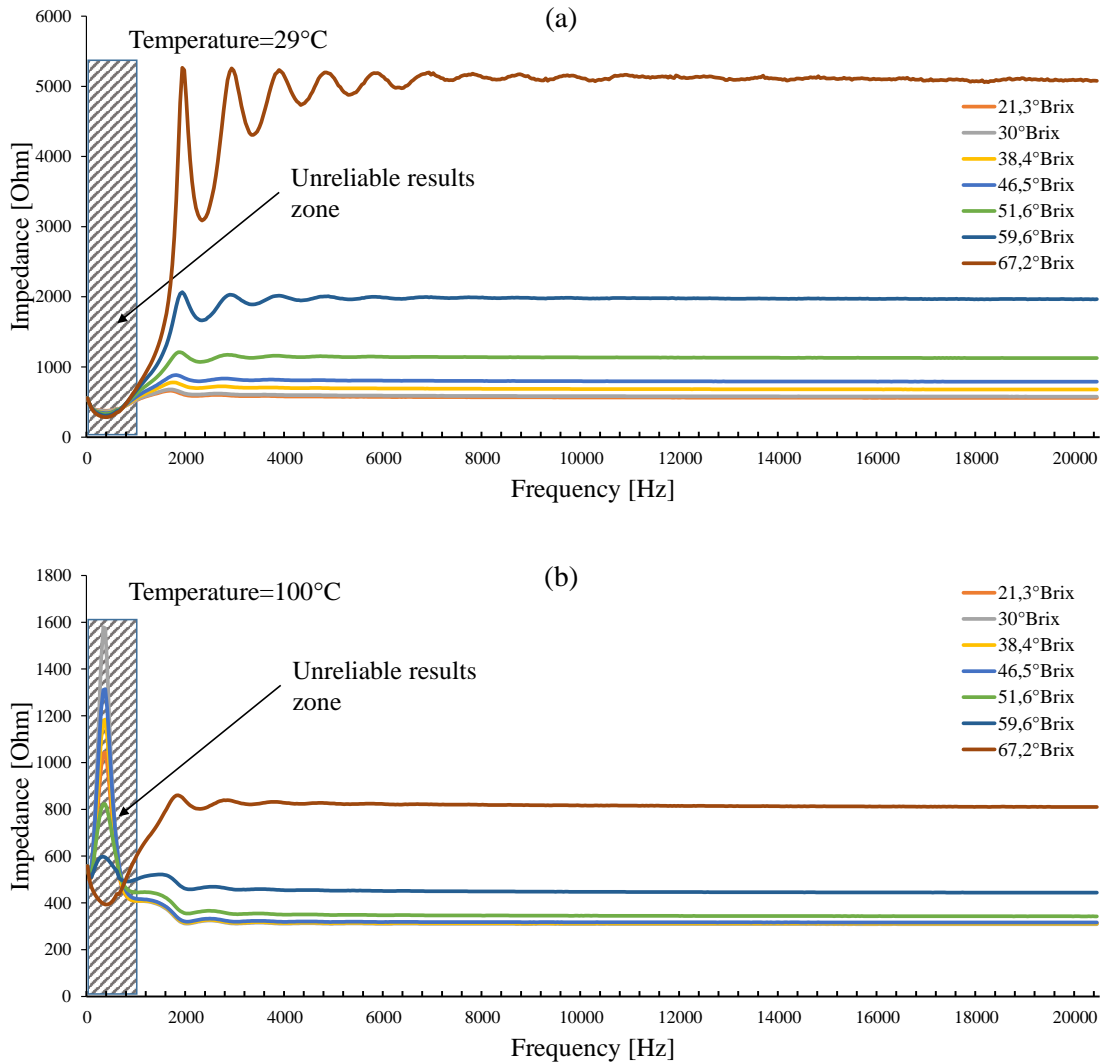 (a)
Temperature=29°C
Unreliable results
zone
Impedance [Ohm]
6000
5000
4000
3000
2000
1000
0
21,3°Brix
30°Brix
38,4°Brix
46,5°Brix
51,6°Brix
59,6°Brix
67,2°Brix
0 2000 4000 6000 8000 10000 12000 14000 16000 18000 20000
Frequency [Hz]
(b)
Temperature=100°C
Unreliable results
zone
Impedance [Ohm]
1800
1600
1400
1200
1000
800
600
400
200
0
21,3°Brix
30°Brix
38,4°Brix
46,5°Brix
51,6°Brix
59,6°Brix
67,2°Brix
0 2000 4000 6000 8000 10000 12000 14000 16000 18000 20000
Frequency [Hz]